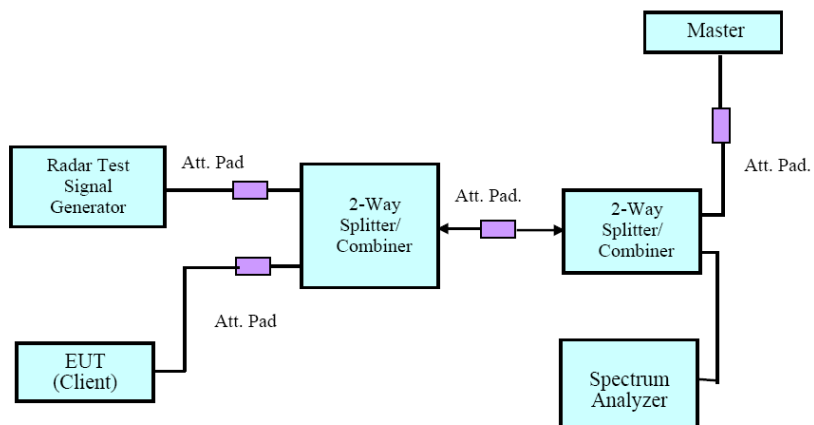 Master
Att. Pad.
Radar Test
Signal
Generator
Att. Pad
2-Way
Splitter/
Combiner
Att. Pad.
2-Way
Splitter/
Combiner
Att. Pad
EUT
(Client)
Spectrum
Analyzer